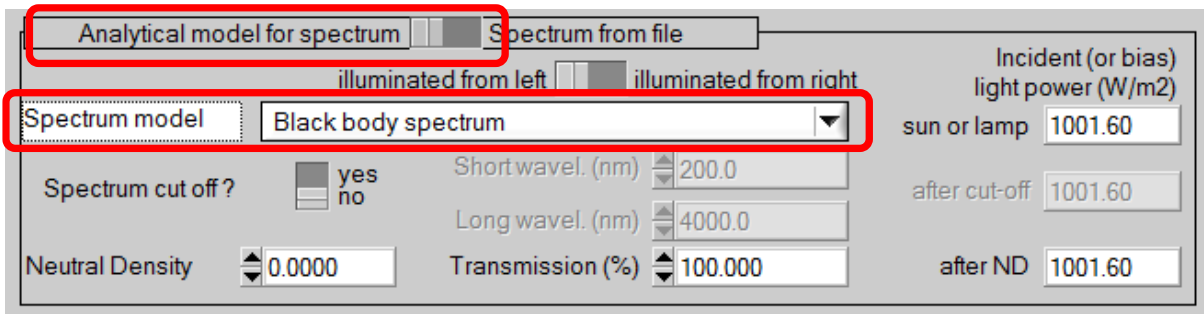 Analytical model for spectrum Spectrum from file
Incident (or bias)
light power (W/m2)
illuminated from left illuminated from right
Spectrum model Black body spectrum sun or lamp 1001.60
Spectrum cut off ? yes
no
Short wavel. (nm) 200.0
after cut-off 1001.60
Long wavel. (nm) 4000.0
Neutral Density 0.0000 Transmission (%) 100.000 after ND 1001.60